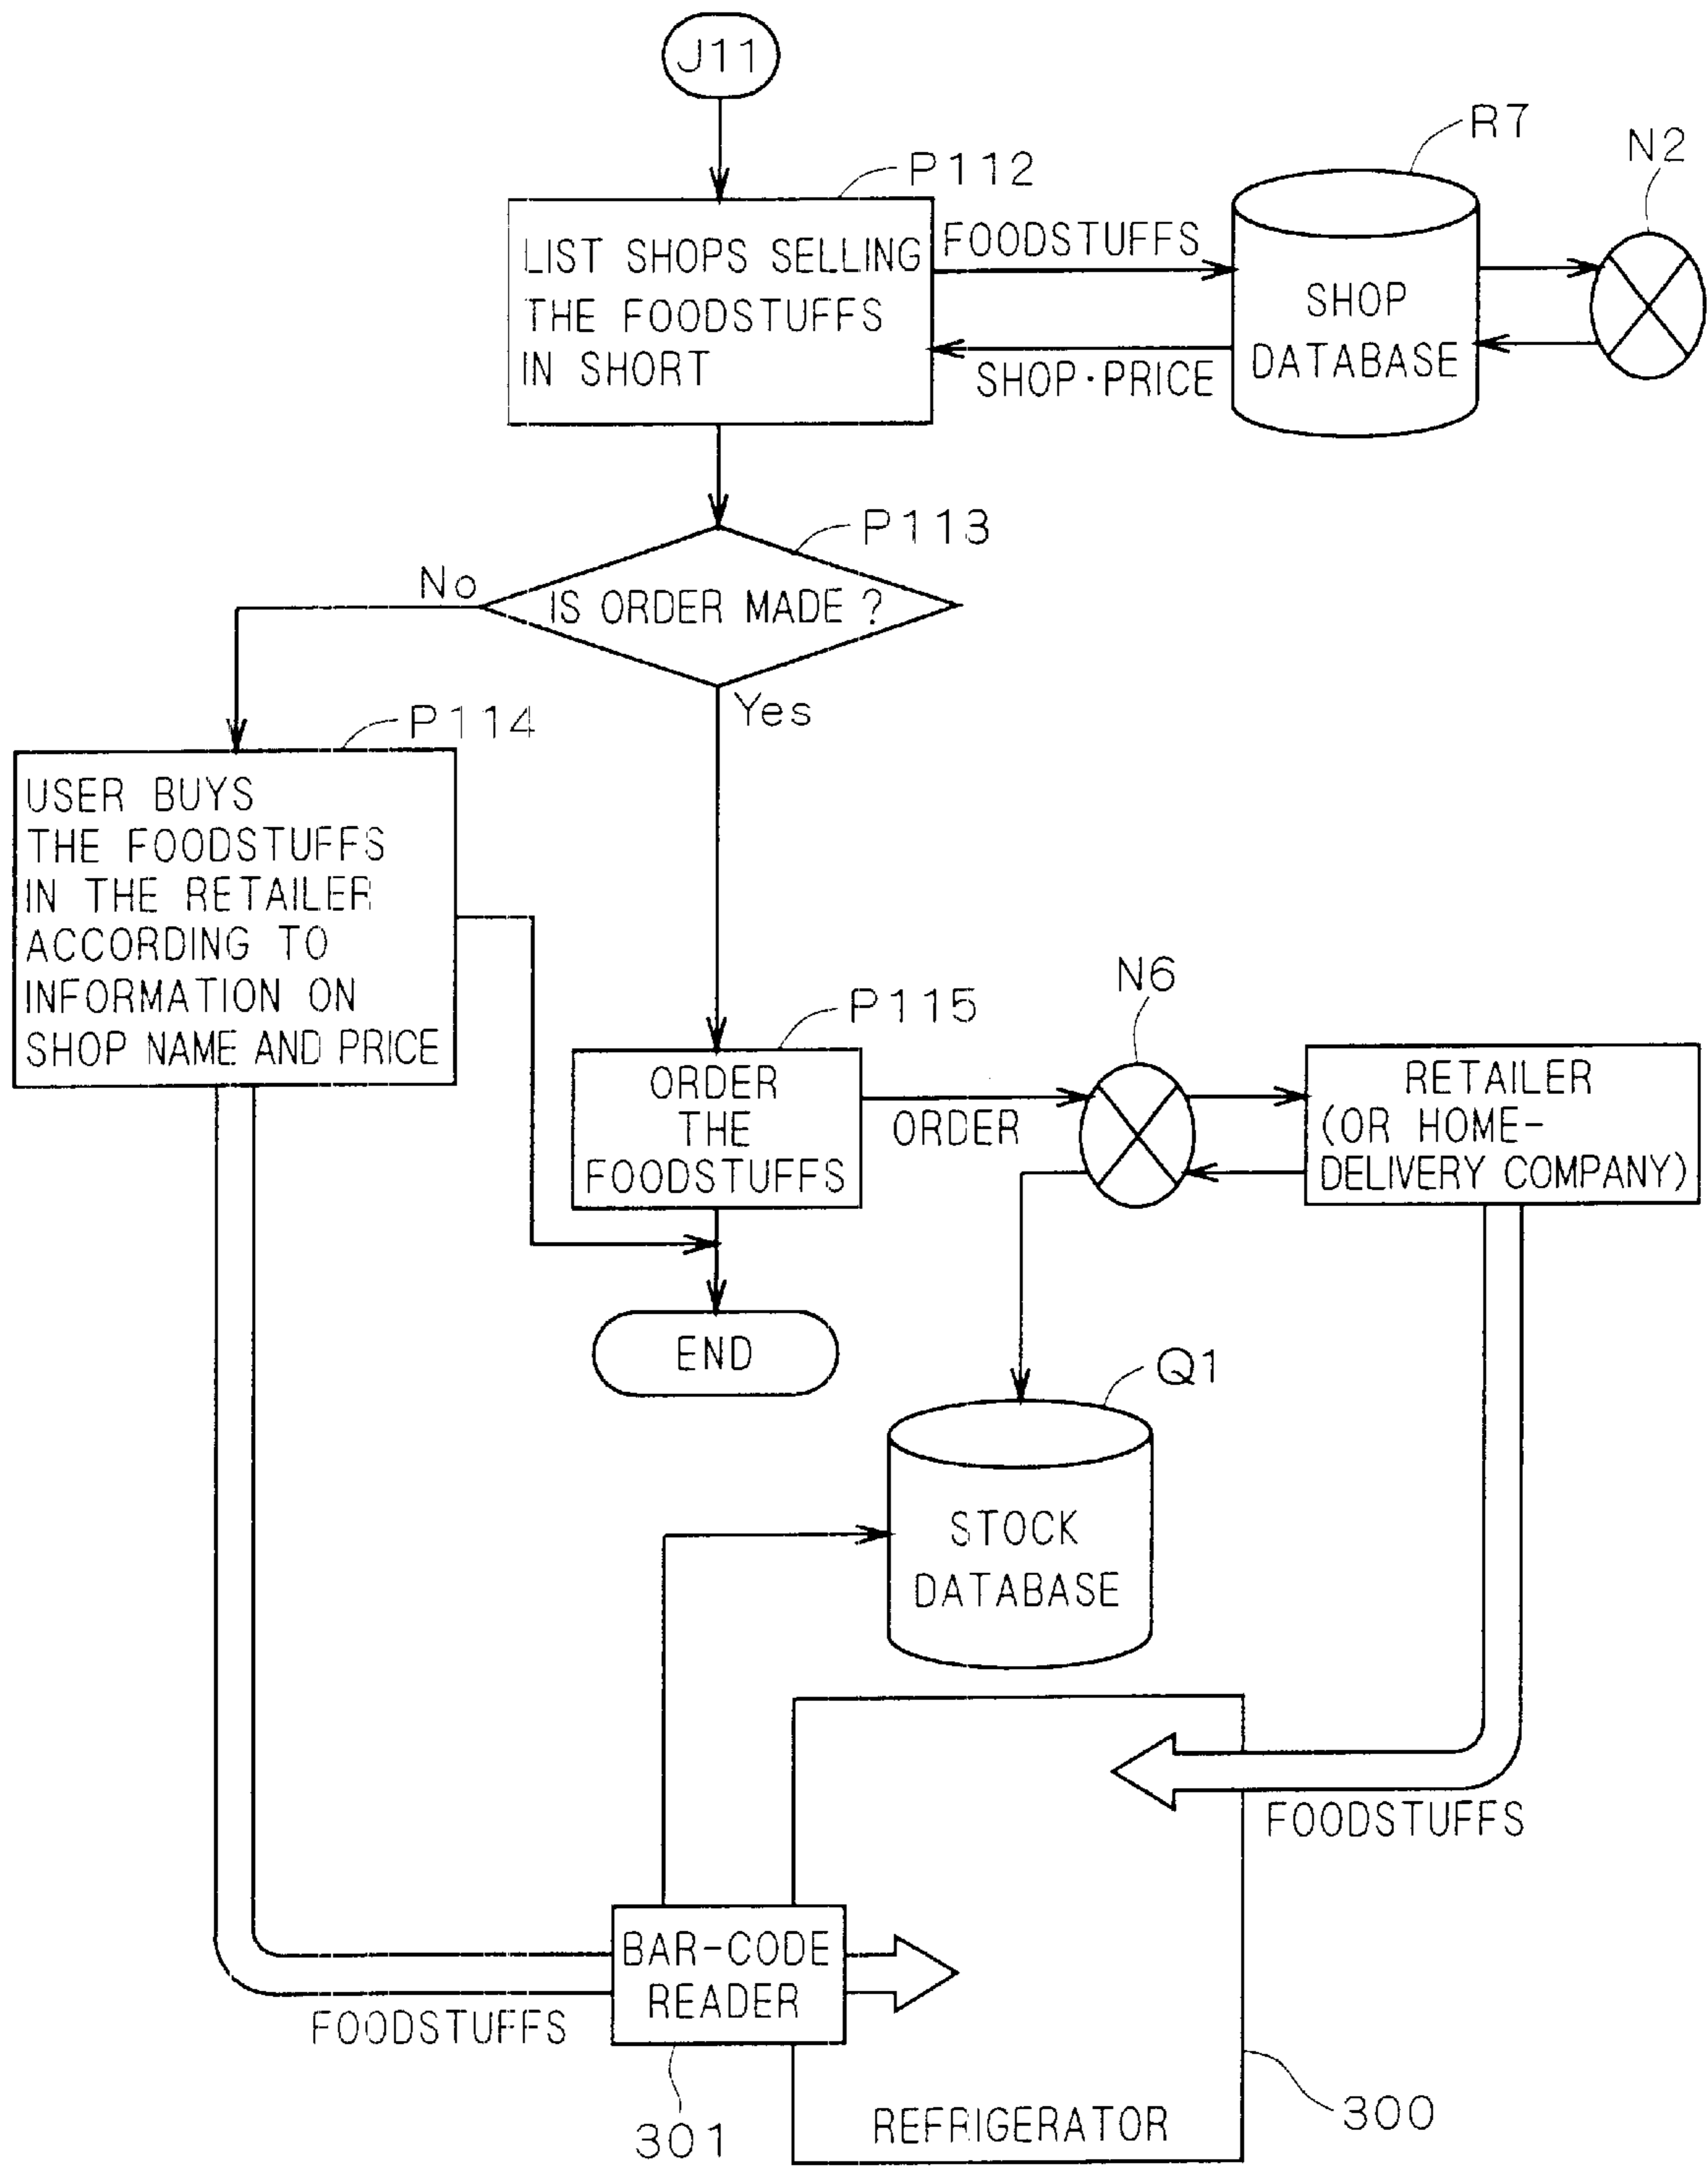 J11
P112
R7
N2
LIST SHOPS SELLING
THE FOODSTUFFS
IN SHORT
FOODSTUFFS
SHOP·PRICE
SHOP
DATABASE
P113
No
IS ORDER MADE ?
Yes
P114
USER BUYS
THE FOODSTUFFS
IN THE RETAILER
ACCORDING TO
INFORMATION ON
SHOP NAME AND PRICE
P115
ORDER
THE
FOODSTUFFS
ORDER
N6
RETAILER
(OR HOME-
DELIVERY COMPANY)
END
Q1
STOCK
DATABASE
FOODSTUFFS
BAR-CODE
READER
FOODSTUFFS
301
REFRIGERATOR
300